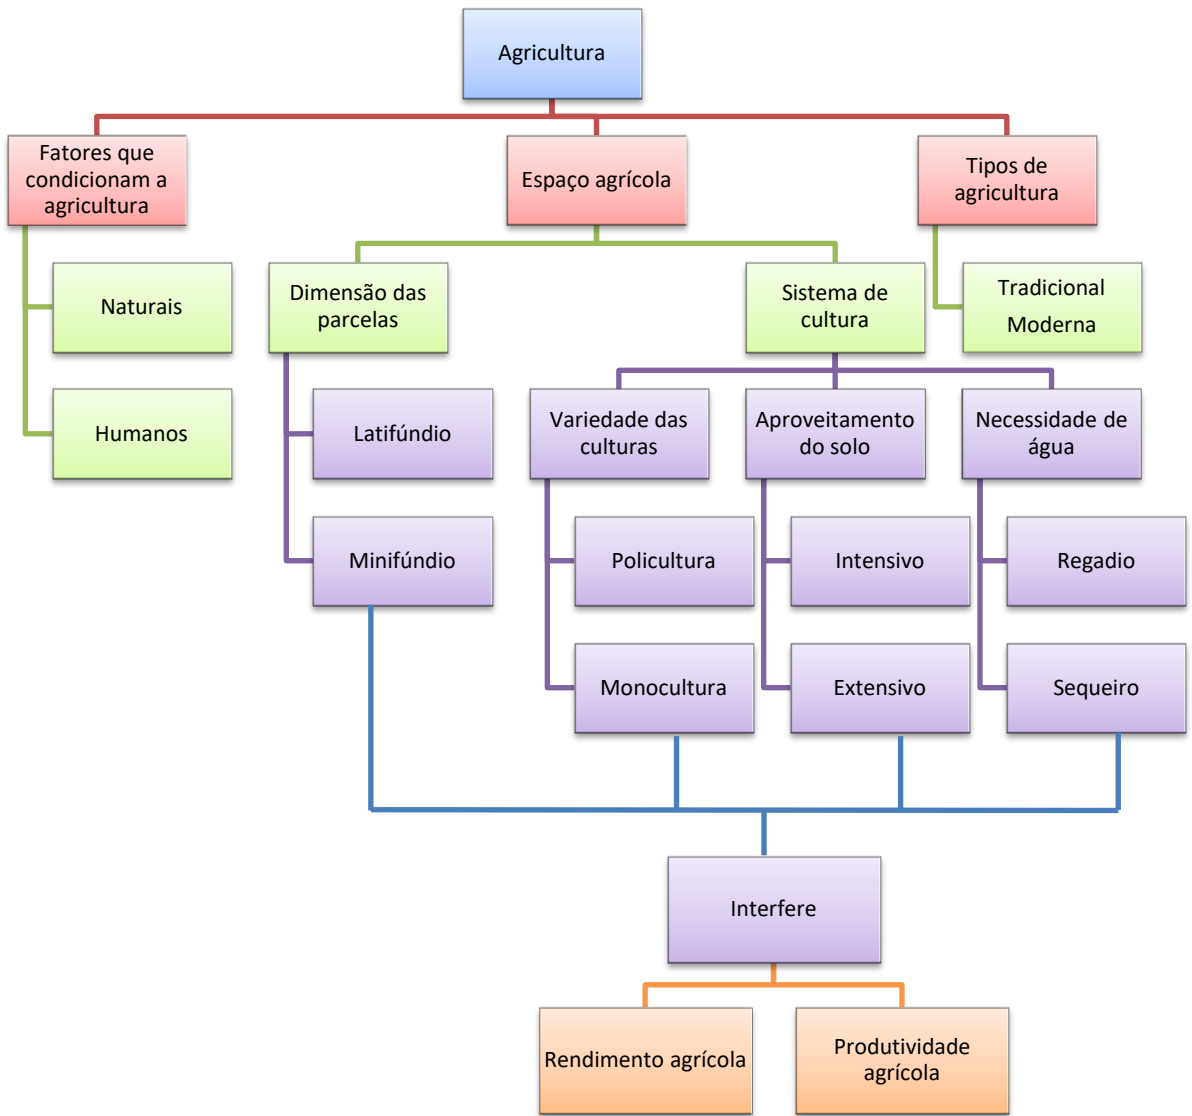 Agricultura
Fatores que
condicionam a
agricultura
Espaço agrícola
Tipos de
agricultura
Naturais
Humanos
Dimensão das
parcelas
Sistema de
cultura
Tradicional
Moderna
Latifúndio
Minifúndio
Variedade das
culturas
Aproveitamento
do solo
Necessidade de
água
Policultura
Intensivo
Regadio
Monocultura
Extensivo
Sequeiro
Interfere
Rendimento agrícola
Produtividade
agrícola